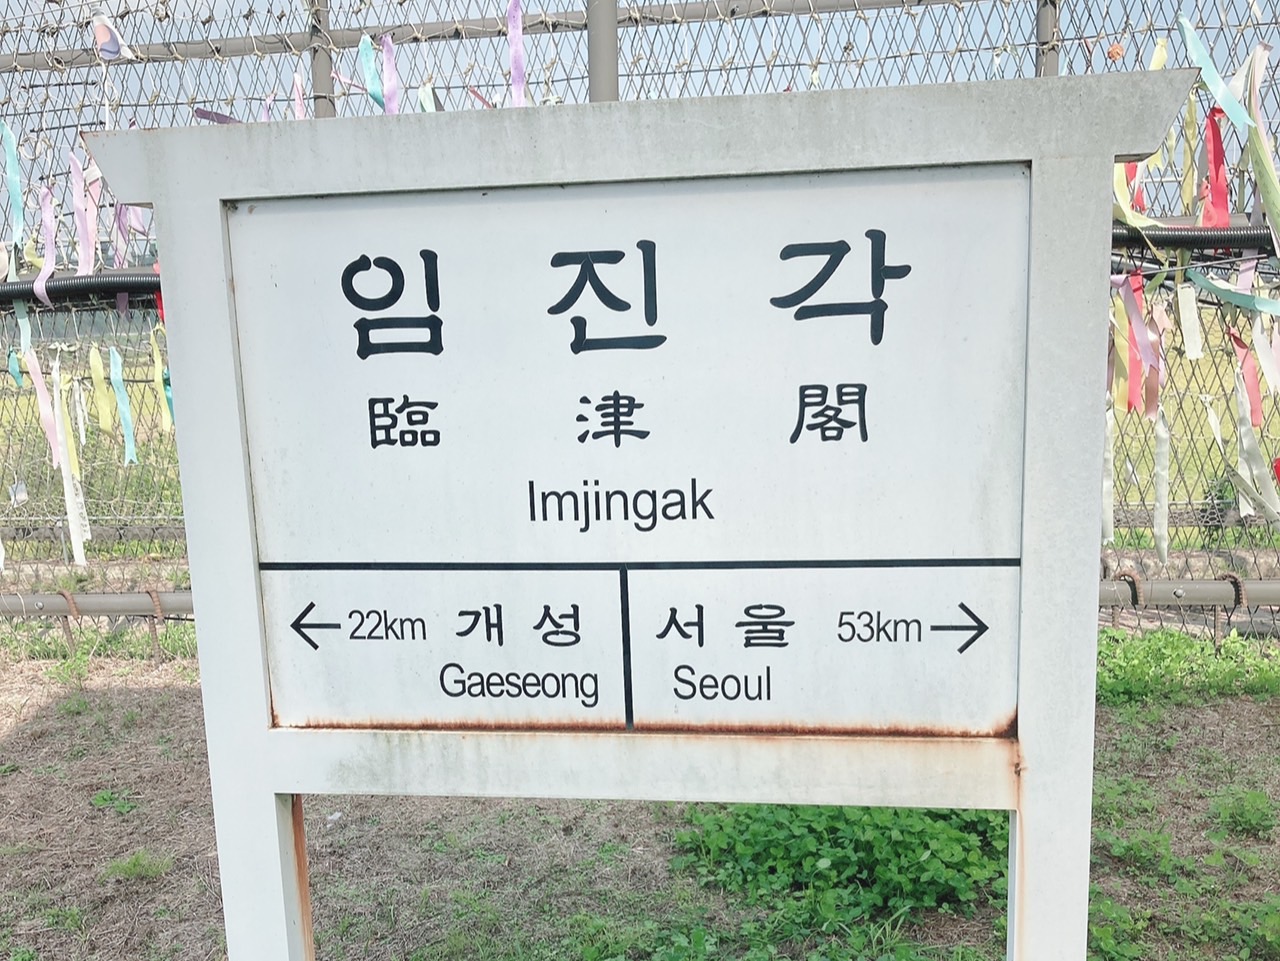 임 진 각
臨 津 閣
Imjingak
← 22km 개 성
Gaeseong
서 울 53km →
Seoul